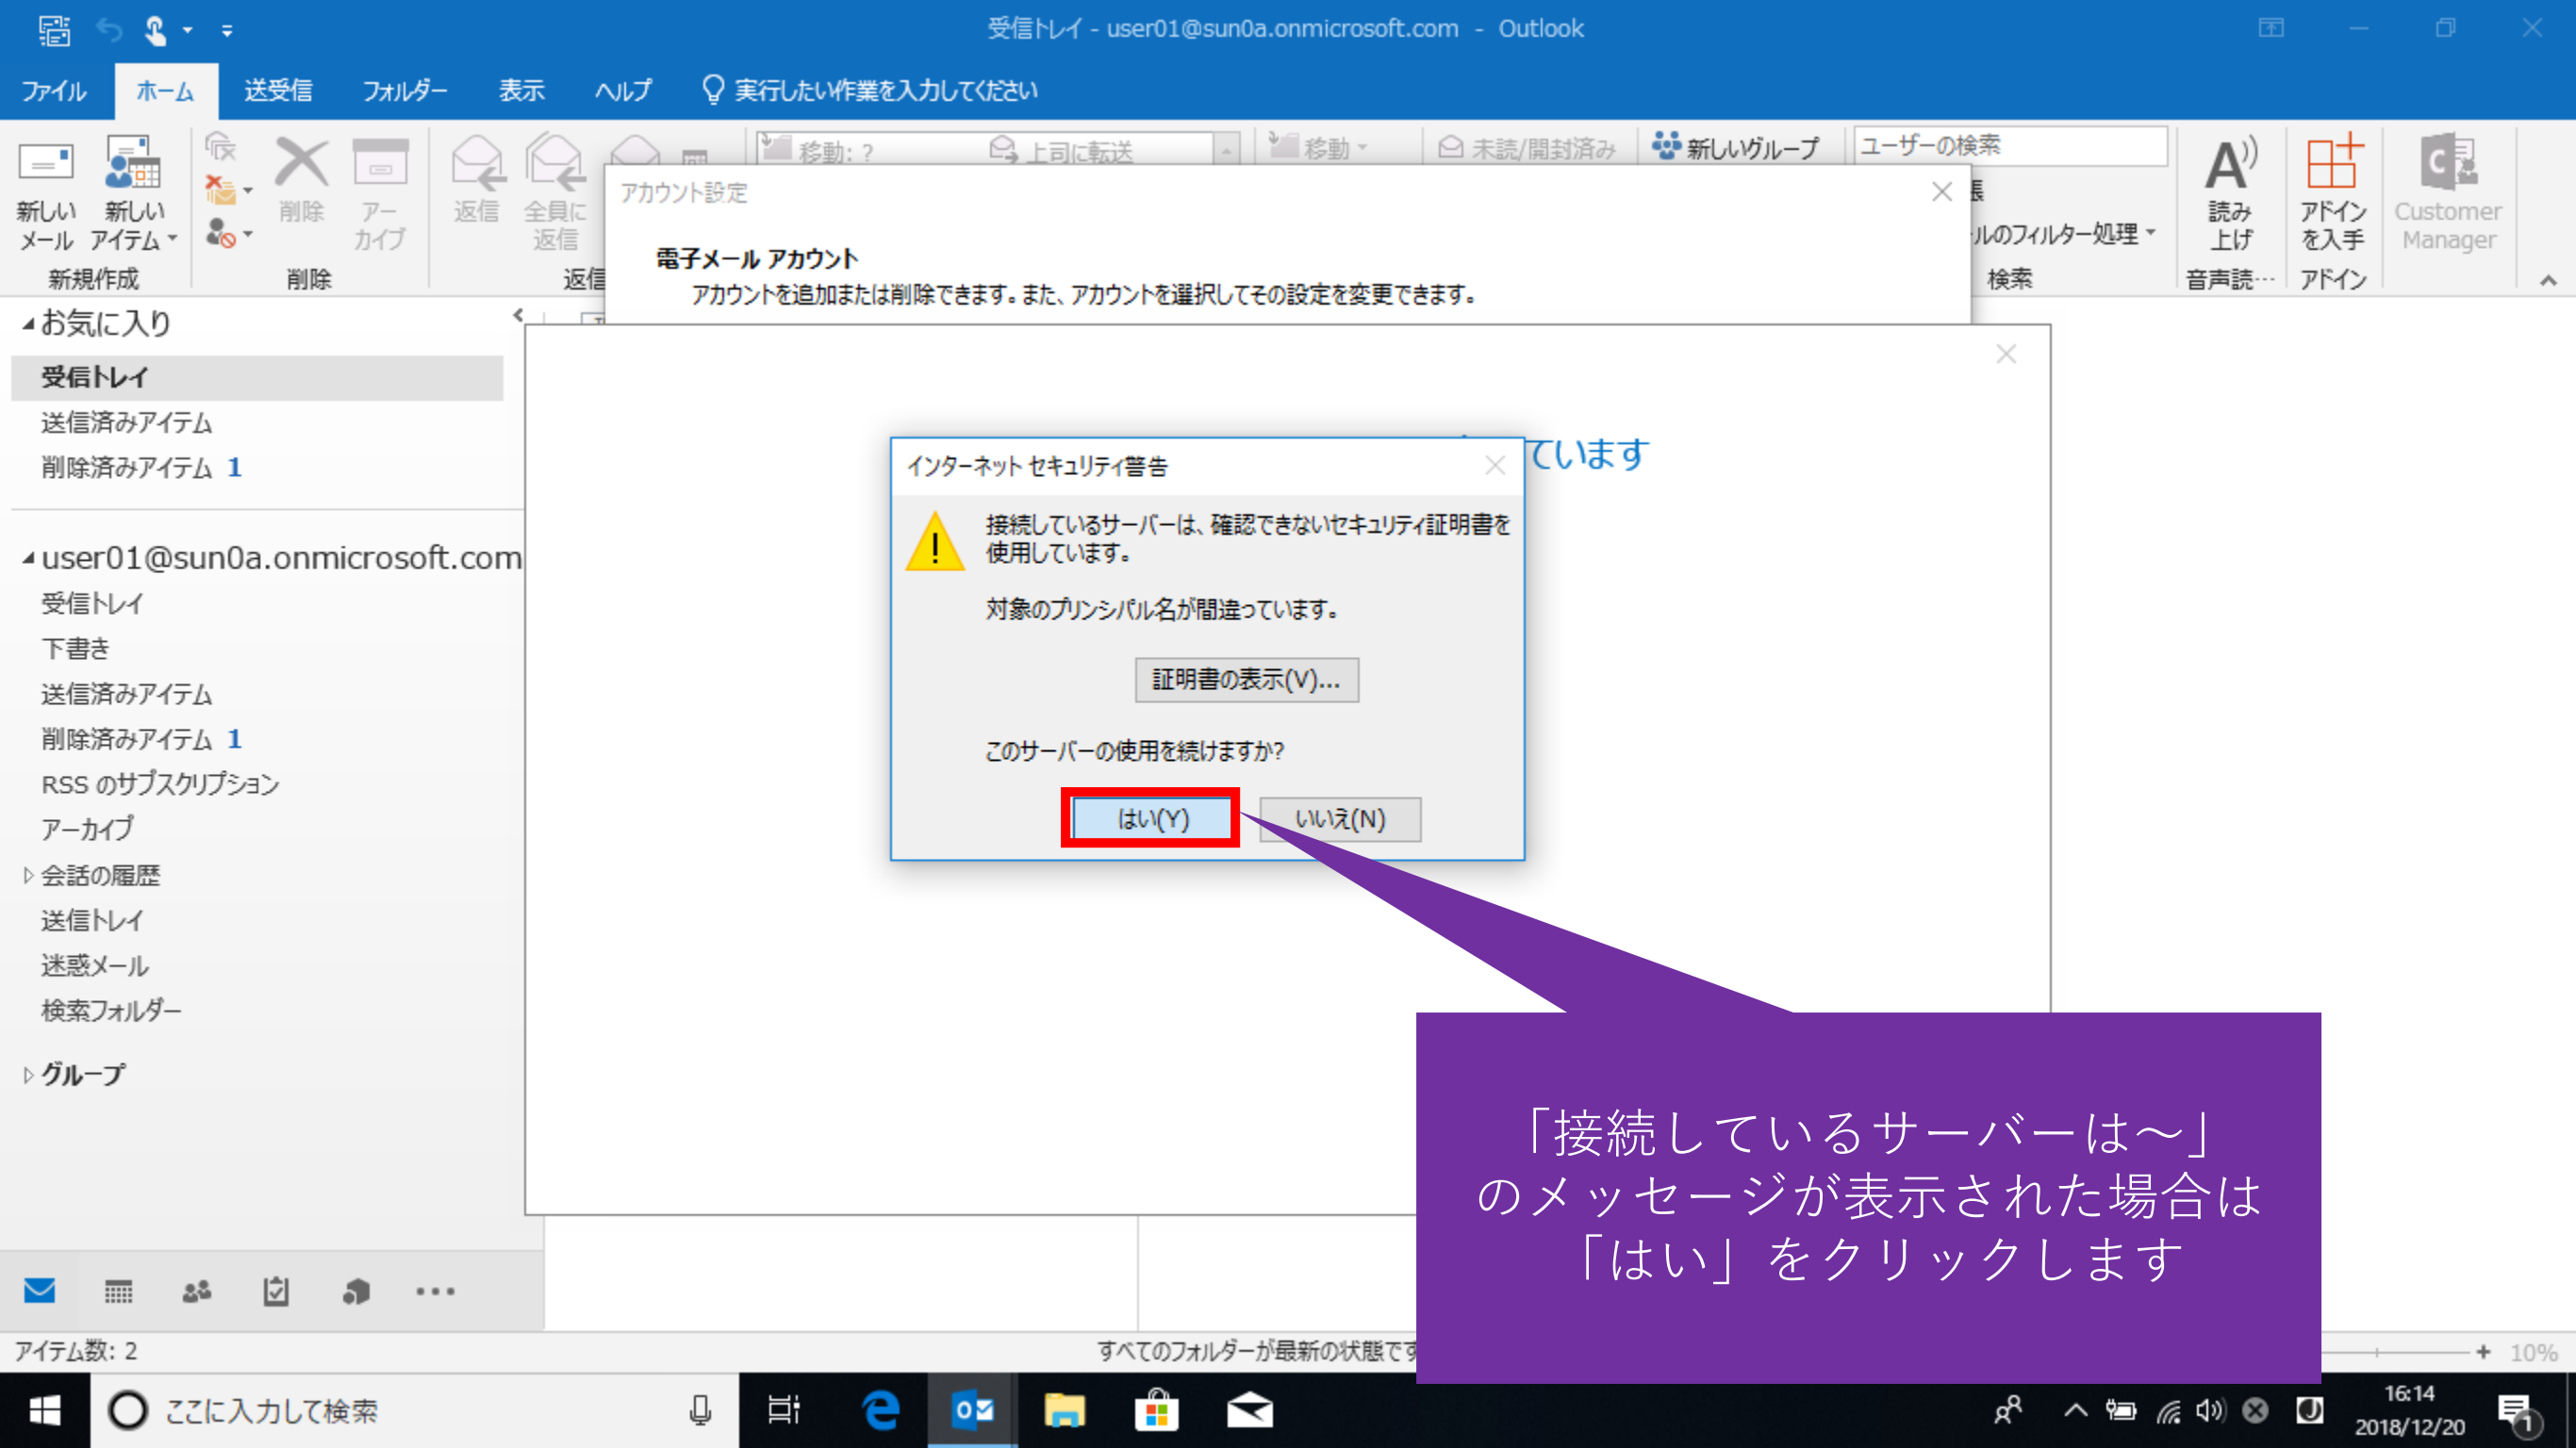 受信トレイ - user01@sun0a.onmicrosoft.com - Outlook
ファイル ホーム 送受信 フォルダー 表示 ヘルプ 実行したい作業を入力してください
移動: ? 上司に転送 移動 未読/開封済み 新しいグループ ユーザーの検索
新しい
メール
新しい
アイテム
削除
アー
カイブ
返信
全員に
返信
ルのフィルター処理
読み
上げ
アドイン
を入手
Customer
Manager
新規作成 削除 返信 検索 音声読… アドイン
アカウント設定
電子メール アカウント
アカウントを追加または削除できます。また、アカウントを選択してその設定を変更できます。
お気に入り
受信トレイ
送信済みアイテム
削除済みアイテム 1
user01@sun0a.onmicrosoft.com
受信トレイ
下書き
送信済みアイテム
削除済みアイテム 1
RSS のサブスクリプション
アーカイブ
会話の履歴
送信トレイ
迷惑メール
検索フォルダー
グループ
ています
インターネット セキュリティ警告
接続しているサーバーは、確認できないセキュリティ証明書を
使用しています。
対象のプリンシパル名が間違っています。
証明書の表示(V)...
このサーバーの使用を続けますか?
はい(Y) いいえ(N)
「接続しているサーバーは～」
のメッセージが表示された場合は
「はい」をクリックします
アイテム数: 2 すべてのフォルダーが最新の状態です 10%
ここに入力して検索
16:14
2018/12/20
1